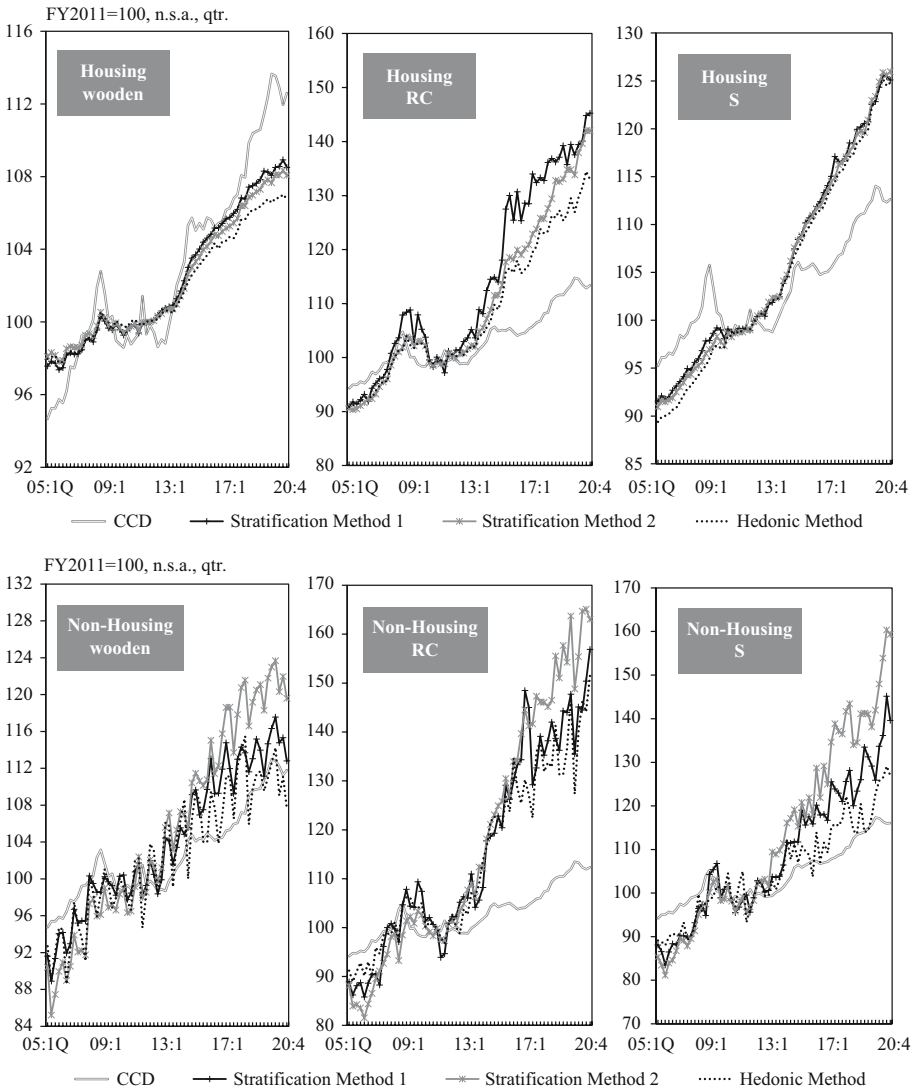 FY2011=100, n.s.a., qtr.
Housing
wooden
116
112
108
104
100
96
92
05:1Q 09:1 13:1 17:1 20:4
Housing
RC
160
150
140
130
120
110
100
90
80
05:1Q 09:1 13:1 17:1 20:4
Housing
S
130
125
120
115
110
105
100
95
90
85
05:1Q 09:1 13:1 17:1 20:4
CCD Stratification Method 1 Stratification Method 2 Hedonic Method
FY2011=100, n.s.a., qtr.
Non-Housing
wooden
132
128
124
120
116
112
108
104
100
96
92
88
84
05:1Q 09:1 13:1 17:1 20:4
Non-Housing
RC
170
160
150
140
130
120
110
100
90
80
05:1Q 09:1 13:1 17:1 20:4
Non-Housing
S
170
160
150
140
130
120
110
100
90
80
70
05:1Q 09:1 13:1 17:1 20:4
CCD Stratification Method 1 Stratification Method 2 Hedonic Method